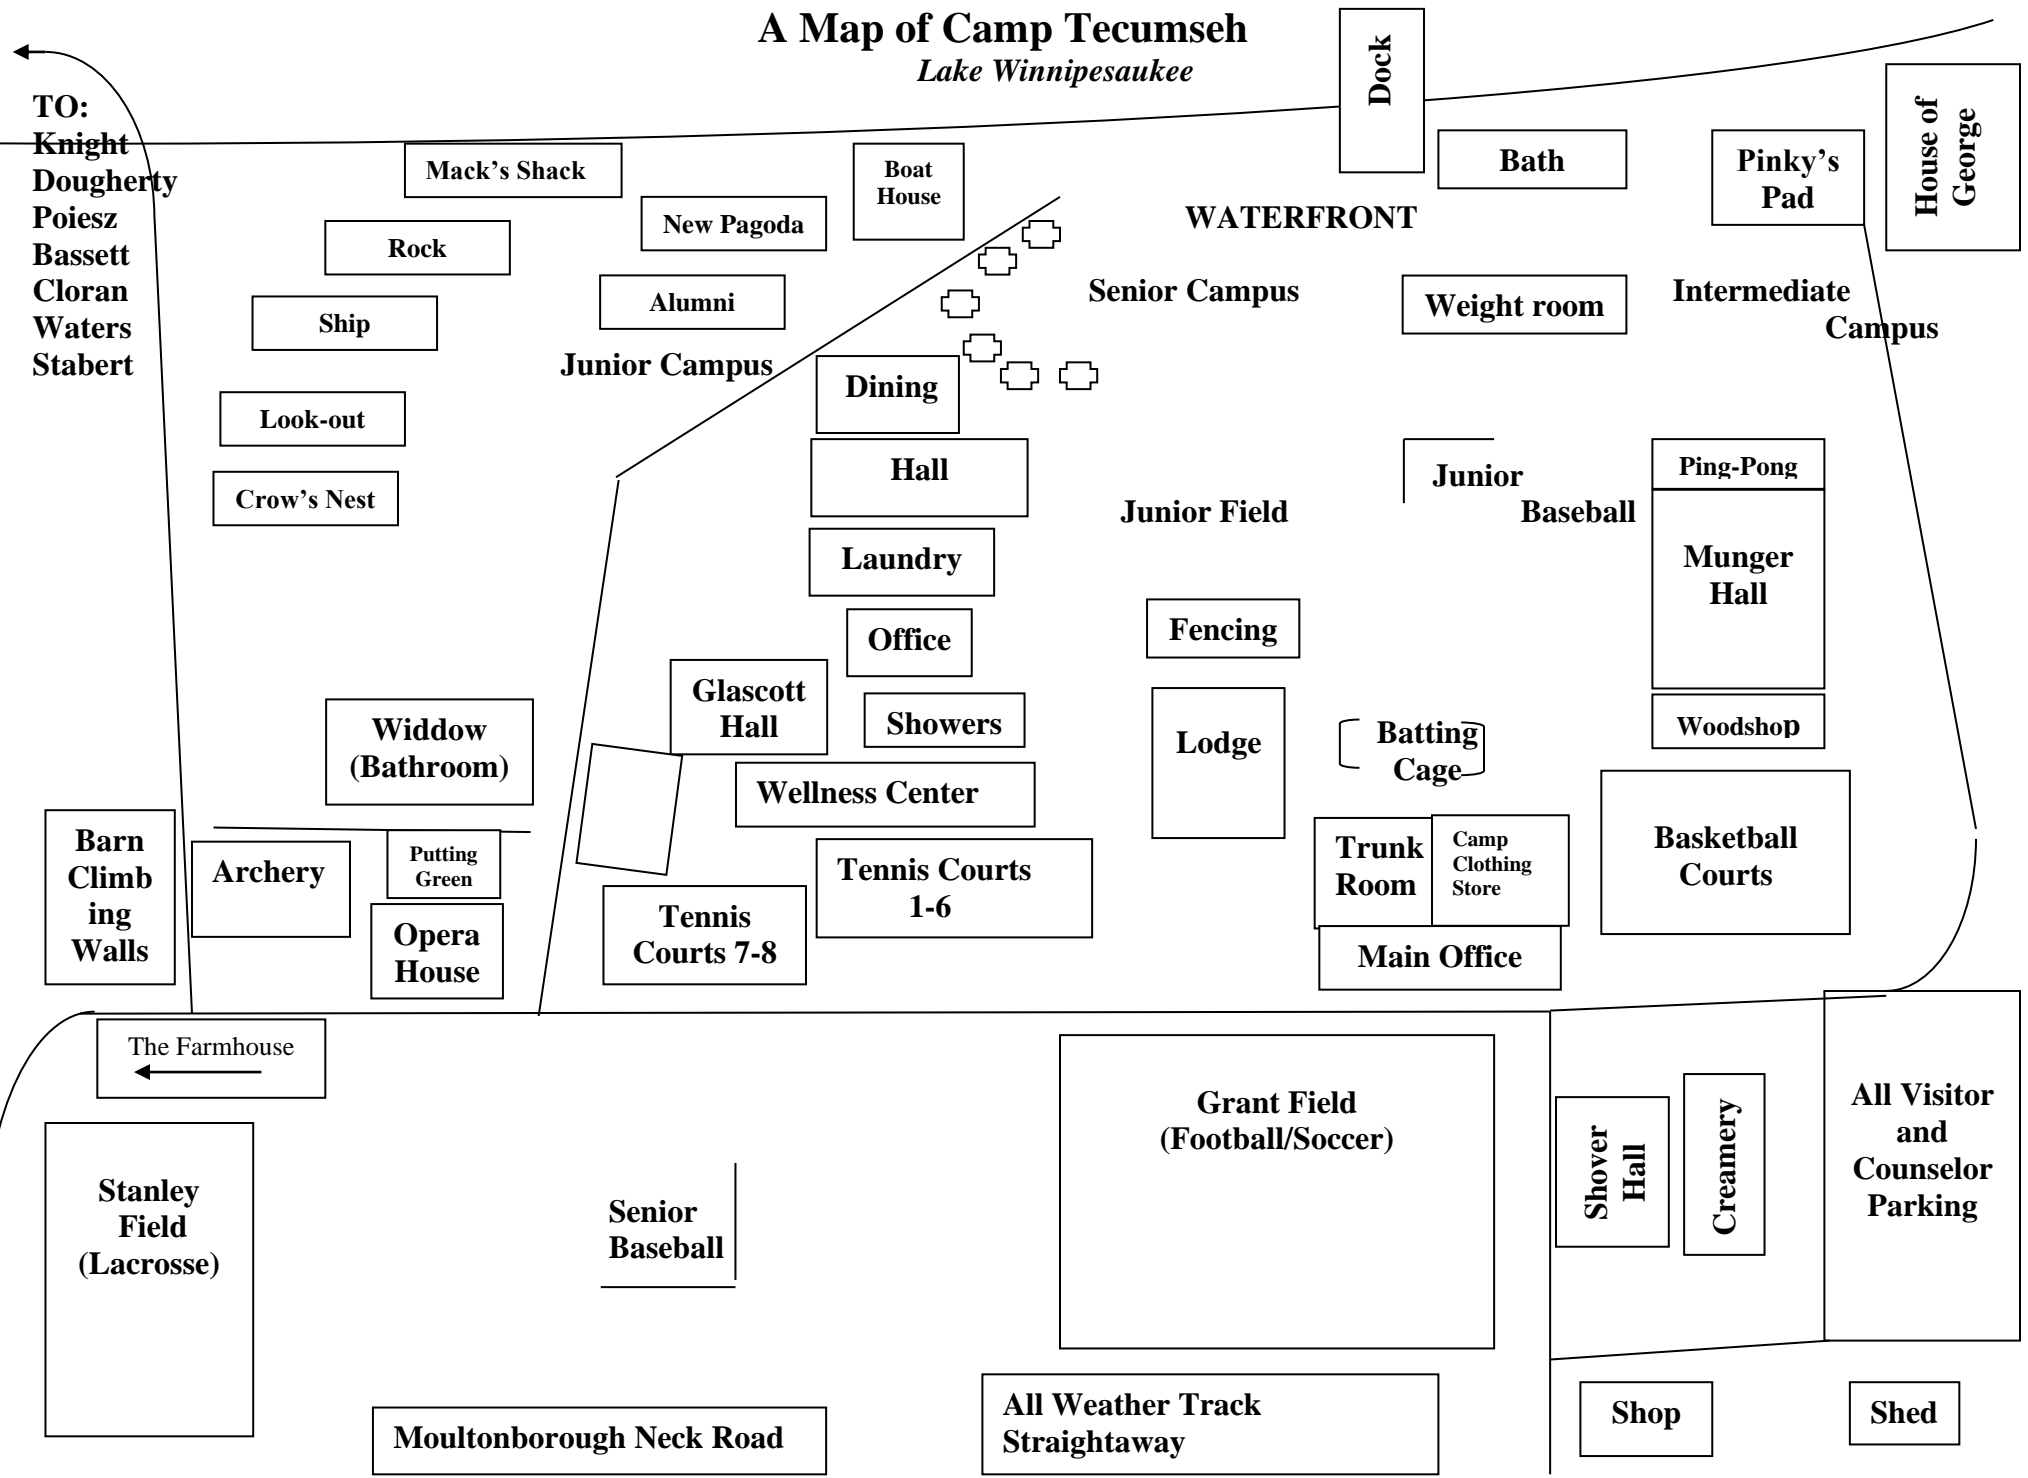 A Map of Camp Tecumseh
Lake Winnipesaukee
Dock
House of
George
TO:
Knight
Dougherty
Poiesz
Bassett
Cloran
Waters
Stabert
Mack's Shack
Boat
House
Bath
Pinky's
Pad
New Pagoda
WATERFRONT
Rock
Alumni
Senior Campus
Weight room
Intermediate
Campus
Ship
Junior Campus
Dining
Look-out
Hall
Junior
Baseball
Ping-Pong
Crow's Nest
Junior Field
Laundry
Munger
Hall
Office
Fencing
Glascott
Hall
Showers
Widdow
(Bathroom)
Lodge
Batting
Cage
Woodshop
Wellness Center
Barn
Climb
ing
Walls
Archery
Putting
Green
Tennis Courts
1-6
Trunk
Room
Camp
Clothing
Store
Basketball
Courts
Opera
House
Tennis
Courts 7-8
Main Office
The Farmhouse
Grant Field
(Football/Soccer)
Shover
Hall
Creamery
All Visitor
and
Counselor
Parking
Stanley
Field
(Lacrosse)
Senior
Baseball
Moultonborough Neck Road
All Weather Track
Straightaway
Shop
Shed